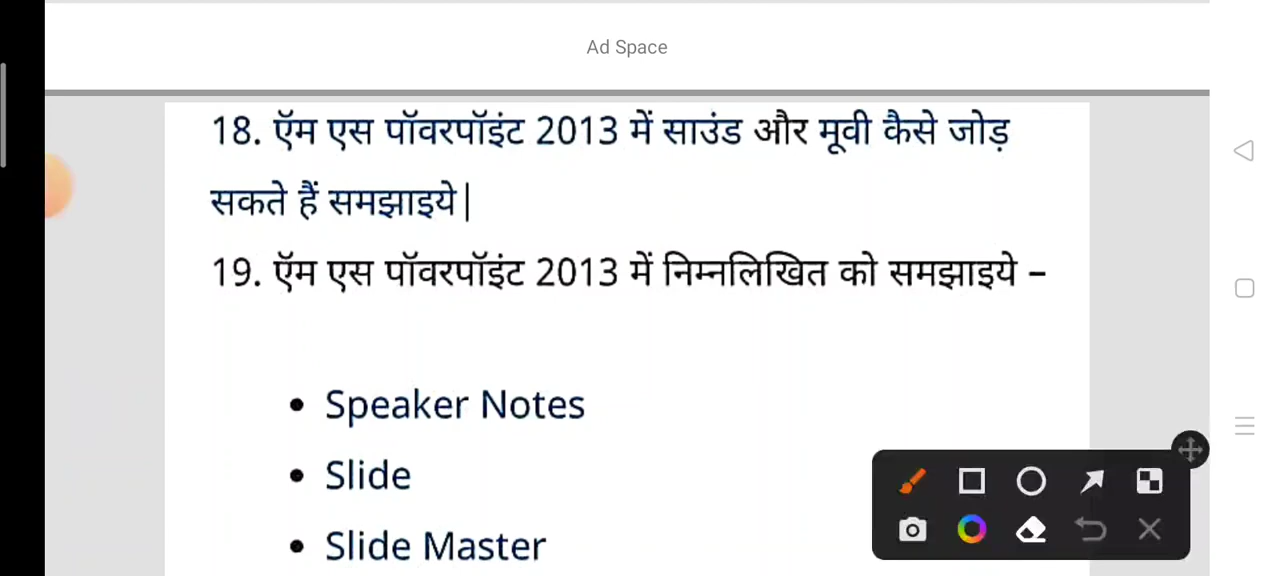 Ad Space
18. ऍम एस पॉवरपॉइंट 2013 में साउंड और मूवी कैसे जोड़
सकते हैं समझाइये|
19. ऍम एस पॉवरपॉइंट 2013 में निम्नलिखित को समझाइये –
• Speaker Notes
• Slide
• Slide Master